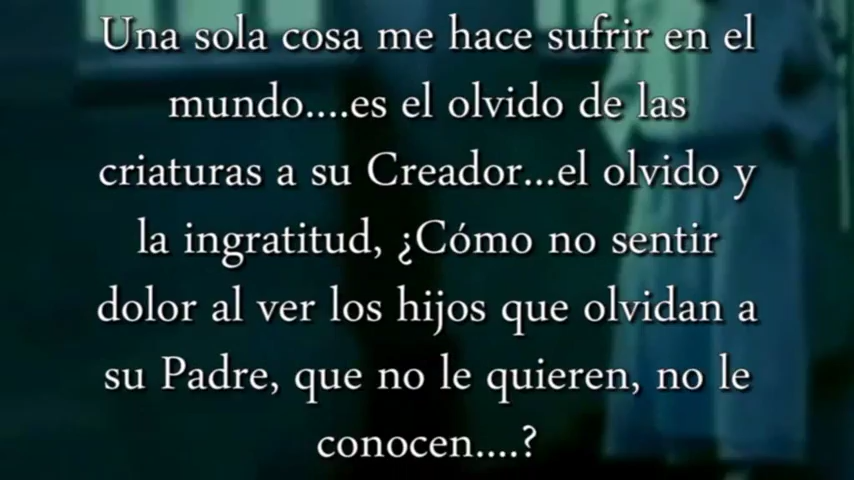 Una sola cosa me hace sufrir en el
mundo....es el olvido de las
criaturas a su Creador...el olvido y
la ingratitud, ¿Cómo no sentir
dolor al ver los hijos que olvidan a
su Padre, que no le quieren, no le
conocen....?